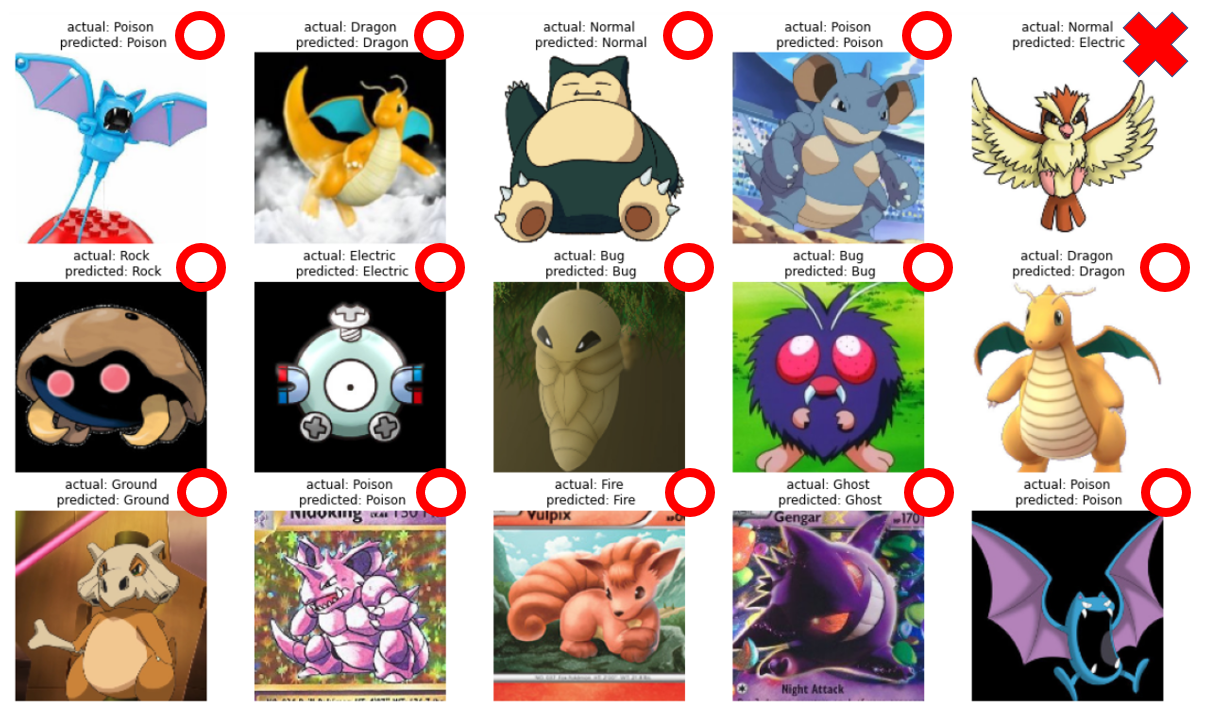 actual: Poison
predicted: Poison
actual: Dragon
predicted: Dragon
actual: Normal
predicted: Normal
actual: Poison
predicted: Poison
actual: Normal
predicted: Electric
actual: Rock
predicted: Rock
actual: Electric
predicted: Electric
actual: Bug
predicted: Bug
actual: Bug
predicted: Bug
actual: Dragon
predicted: Dragon
actual: Ground
predicted: Ground
actual: Poison
predicted: Poison
actual: Fire
predicted: Fire
actual: Ghost
predicted: Ghost
actual: Poison
predicted: Poison
Nidoking
Vulpix
Gengar
170
Night Attack